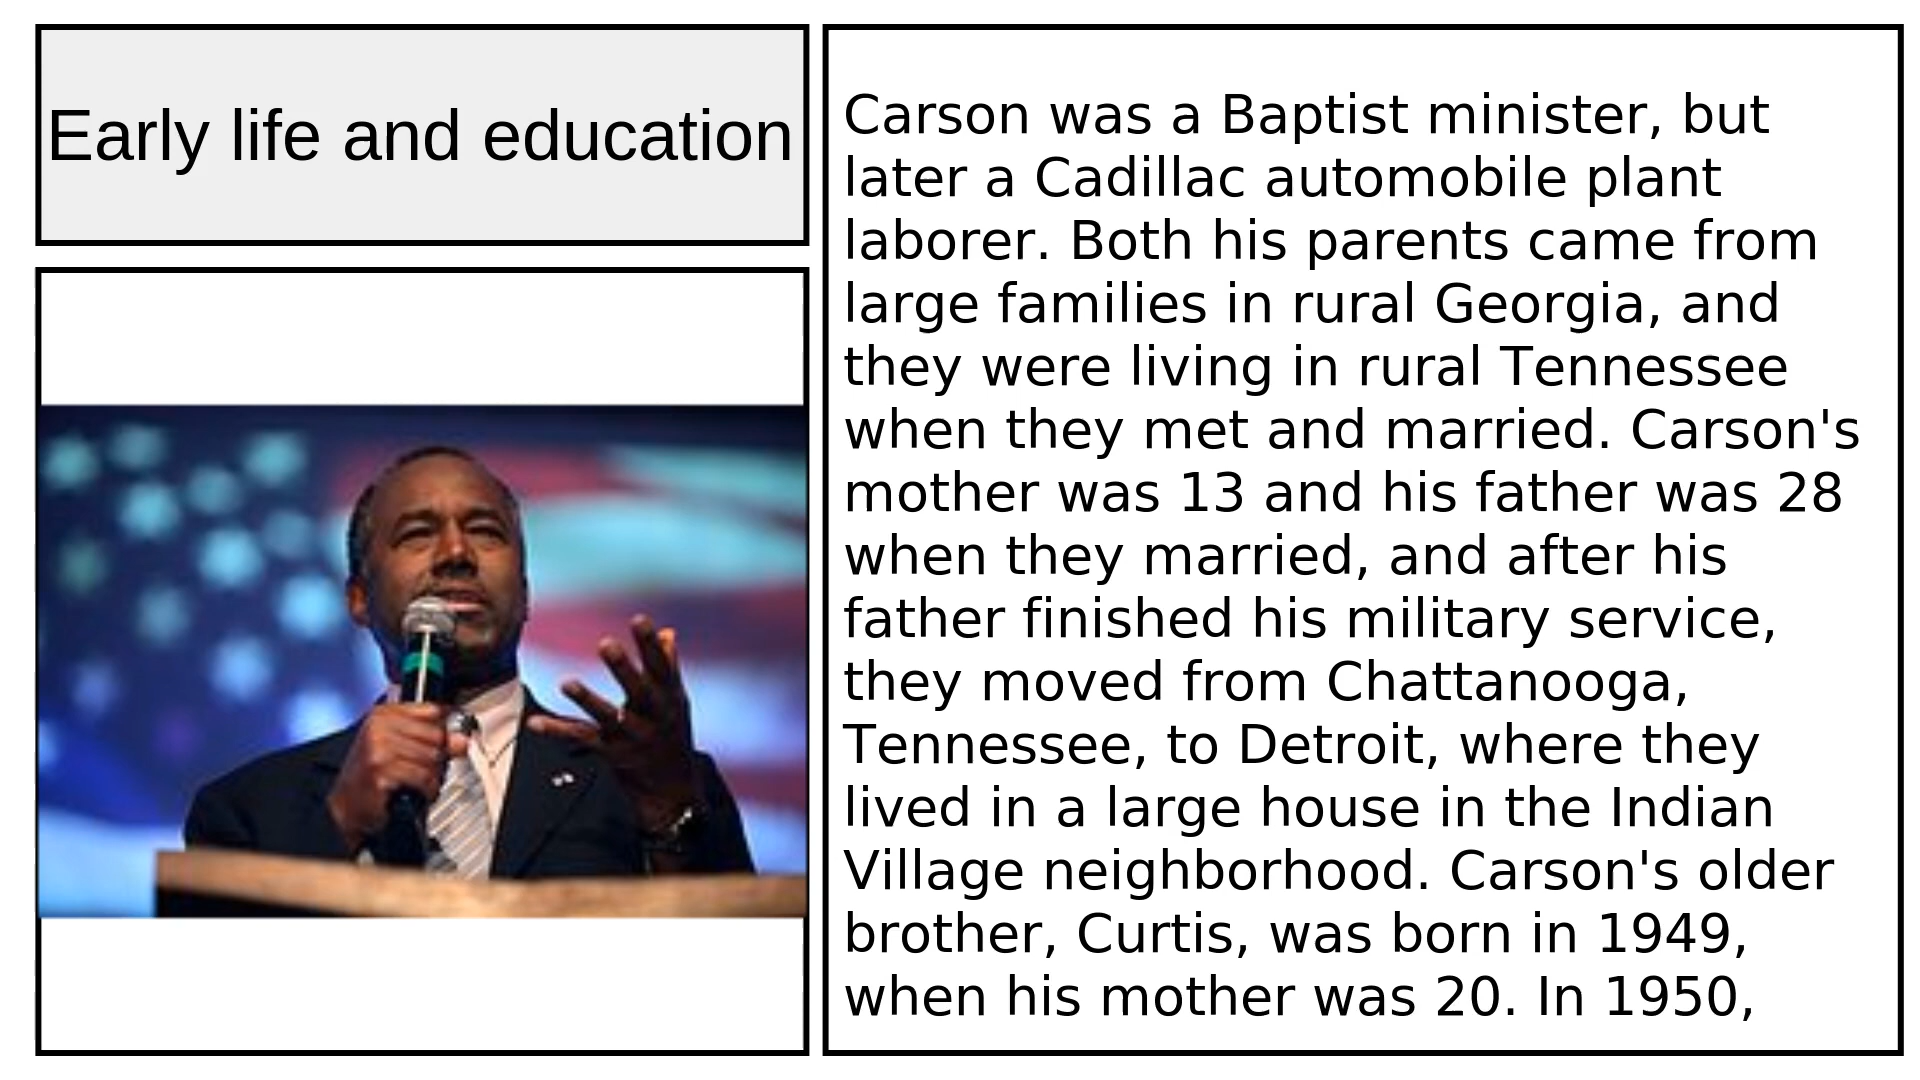 Early life and education
Carson was a Baptist minister, but
later a Cadillac automobile plant
laborer. Both his parents came from
large families in rural Georgia, and
they were living in rural Tennessee
when they met and married. Carson's
mother was 13 and his father was 28
when they married, and after his
father finished his military service,
they moved from Chattanooga,
Tennessee, to Detroit, where they
lived in a large house in the Indian
Village neighborhood. Carson's older
brother, Curtis, was born in 1949,
when his mother was 20. In 1950,